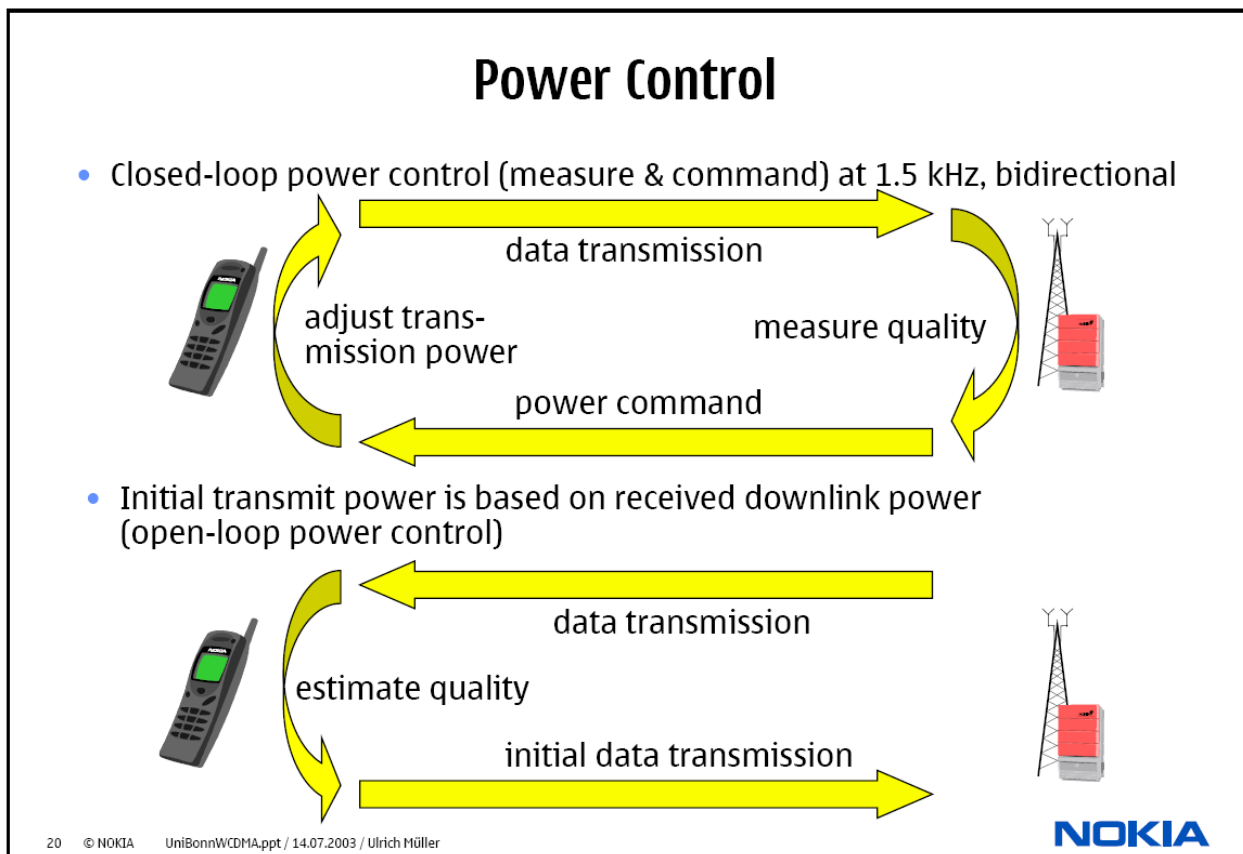 Power Control
• Closed-loop power control (measure & command) at 1.5 kHz, bidirectional
data transmission
NOKIA
adjust trans-
mission power
measure quality
power command
• Initial transmit power is based on received downlink power
(open-loop power control)
data transmission
NOKIA
estimate quality
initial data transmission
20 © NOKIA UniBonnWCDMA.ppt / 14.07.2003 / Ulrich Müller
NOKIA